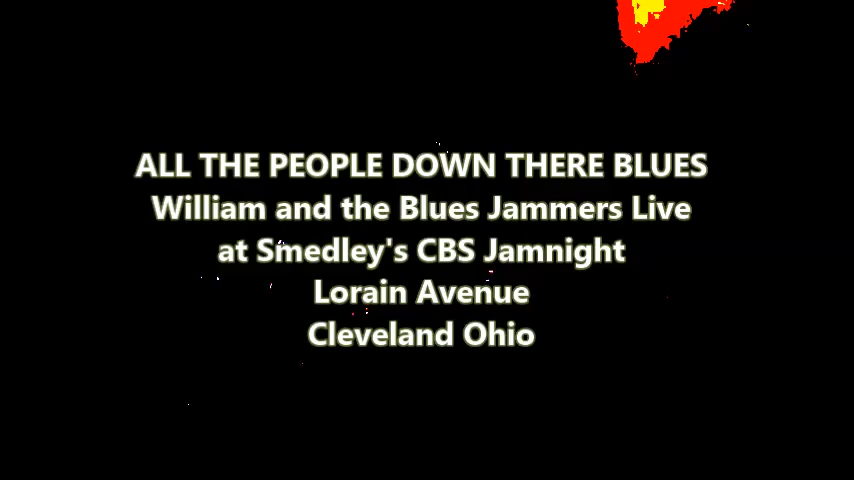 ALL THE PEOPLE DOWN THERE BLUES
William and the Blues Jammers Live
at Smedley's CBS Jamnight
Lorain Avenue
Cleveland Ohio